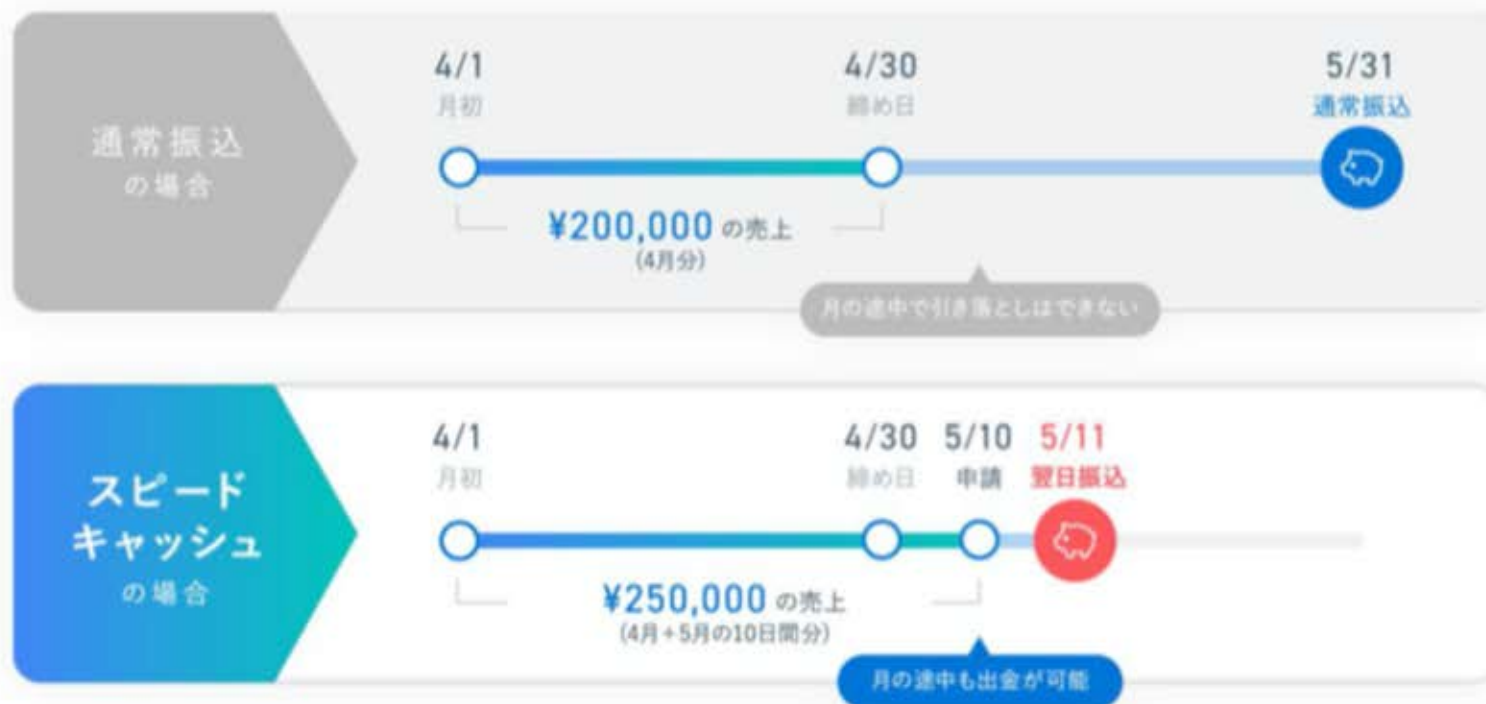 4/1
4/30
5/31
月初
締め日
通常振込
通常振込
の場合
¥200,000 の売上
(4月分)
月の途中で引き落としはできない
4/1
4/30
5/10
5/11
月初
締め日
申請
翌日振込
スピード
キャッシュ
の場合
¥250,000 の売上
(4月+5月の10日間分)
月の途中も出金が可能